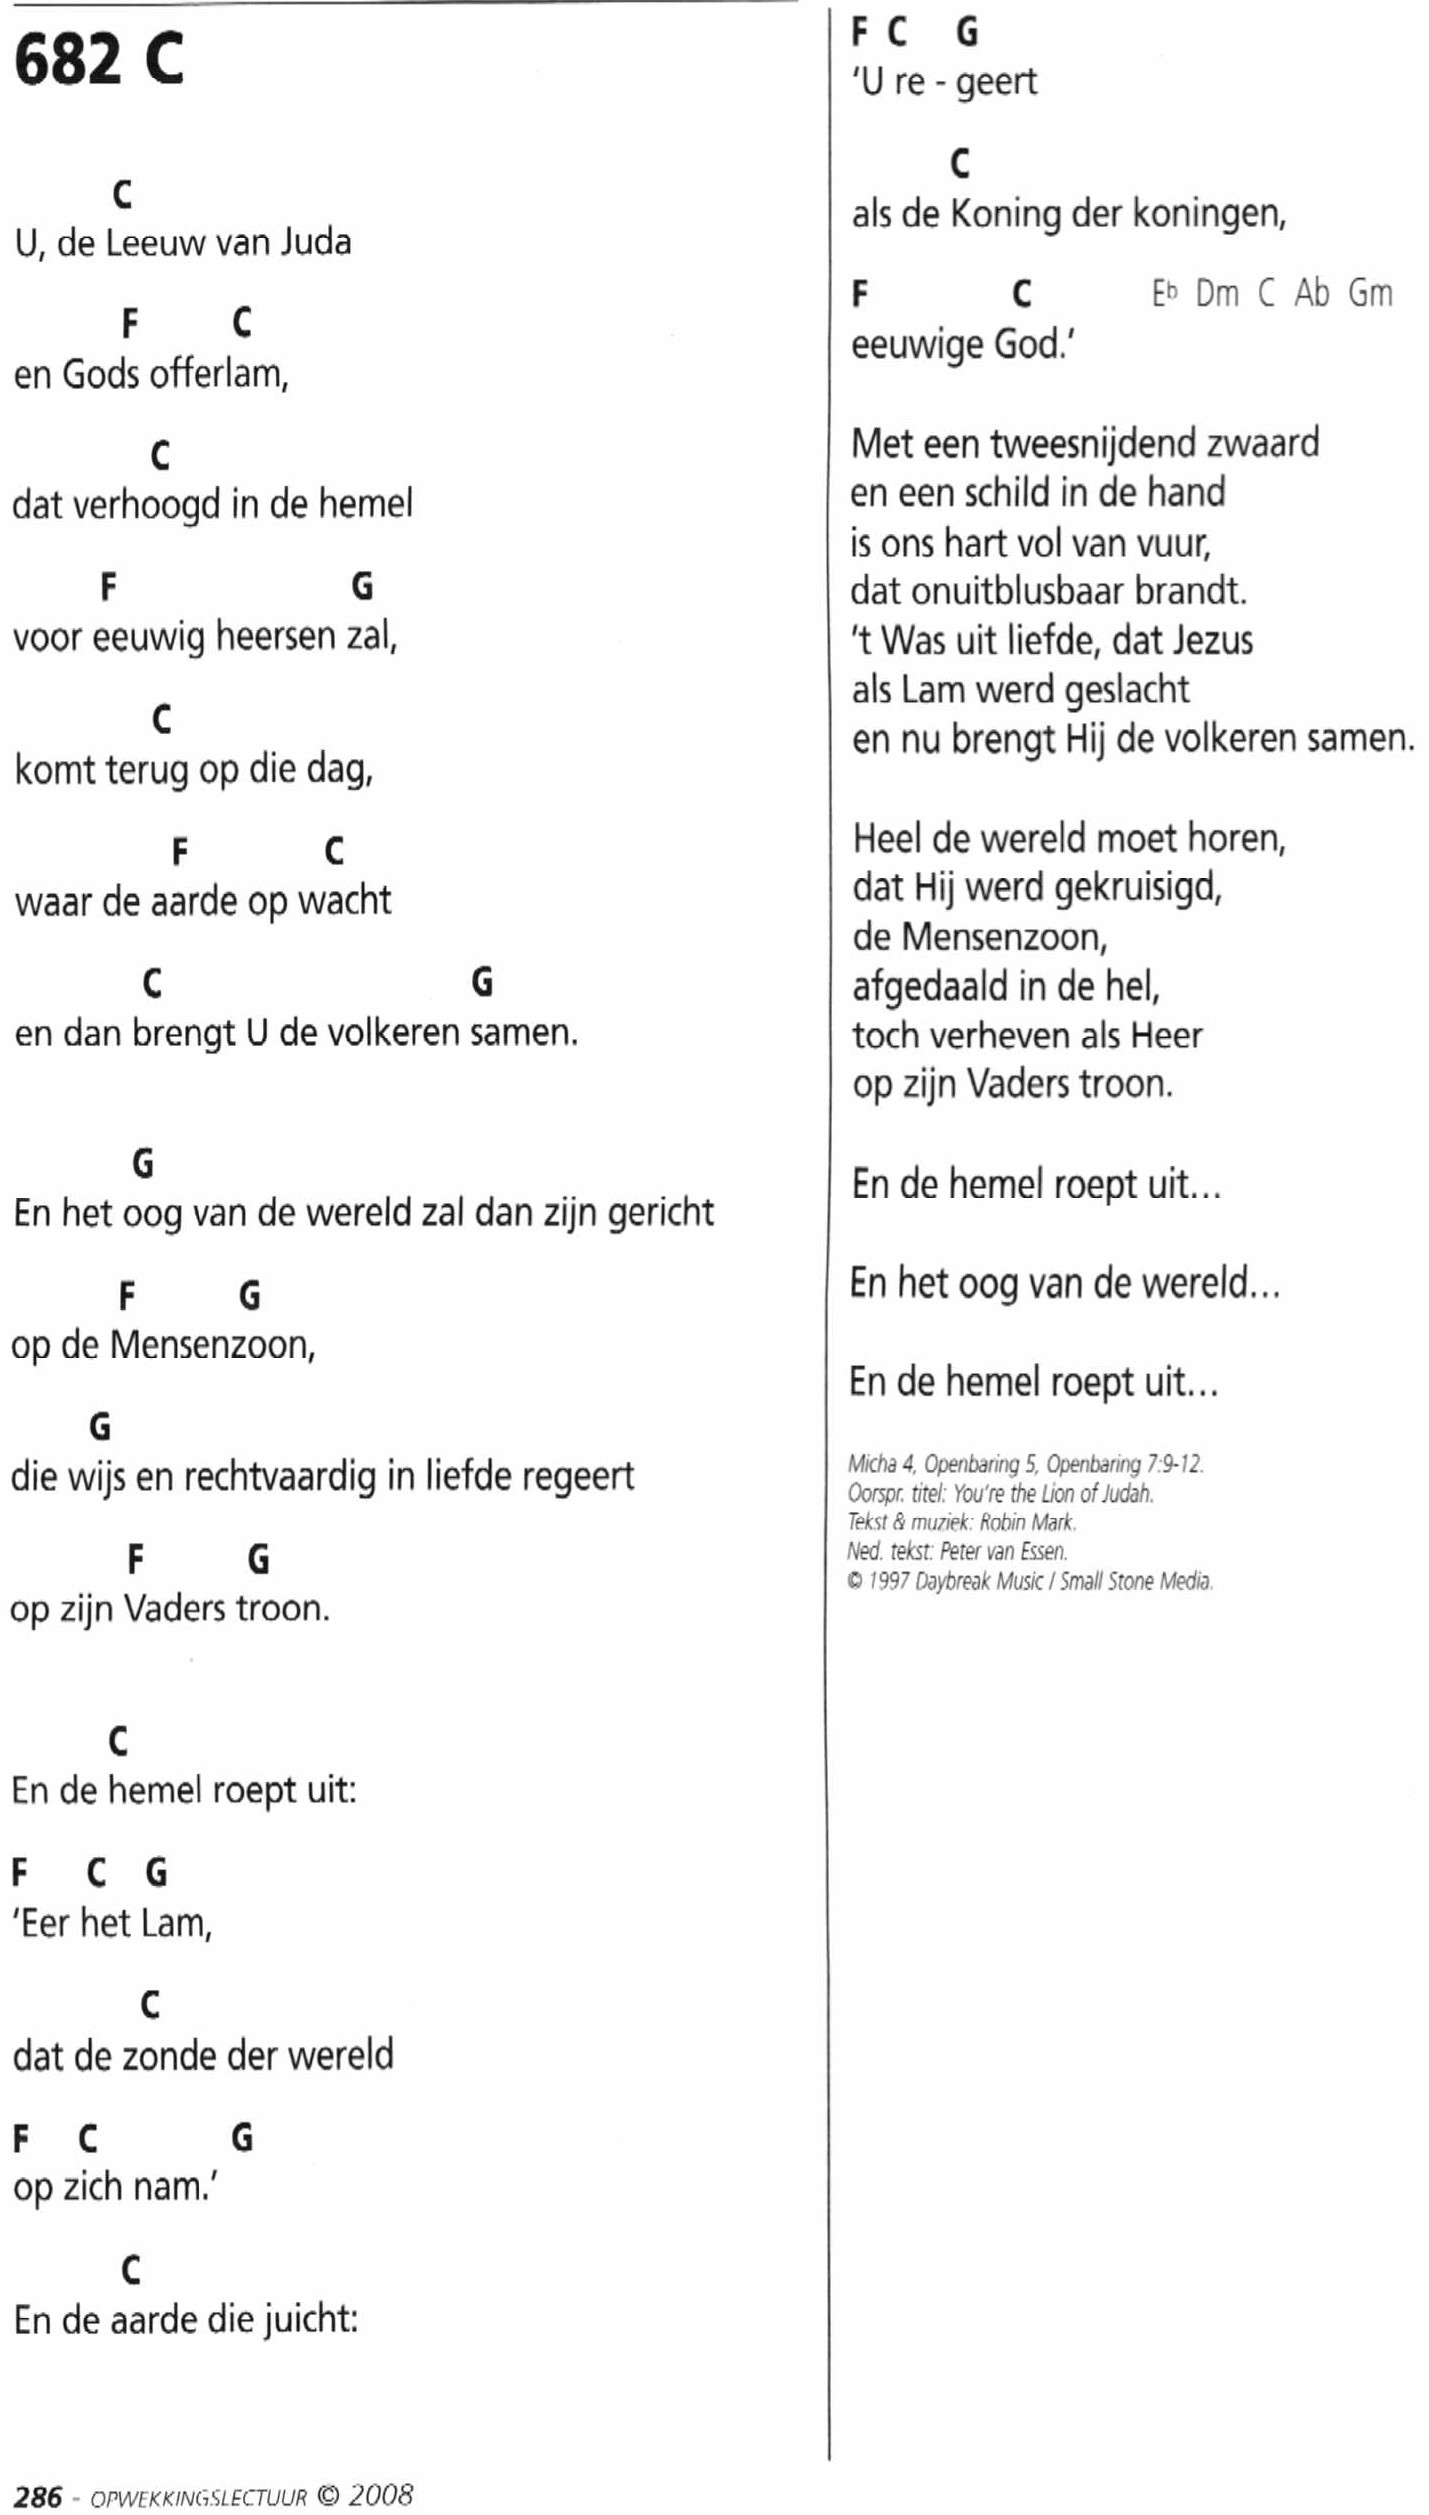 682 C
C
U, de Leeuw van Juda
F C
en Gods offerlam,
C
dat verhoogd in de hemel
F G
voor eeuwig heersen zal,
C
komt terug op die dag,
F C
waar de aarde op wacht
C G
en dan brengt U de volkeren samen.
G
En het oog van de wereld zal dan zijn gericht
F G
op de Mensenzoon,
G
die wijs en rechtvaardig in liefde regeert
F G
op zijn Vaders troon.
C
En de hemel roept uit:
F C G
‘Eer het Lam,
C
dat de zonde der wereld
F C G
op zich nam.’
C
En de aarde die juicht:
F C G
‘U re - geert
C
als de Koning der koningen,
F C Eb Dm C Ab Gm
eeuwige God.’
Met een tweesnijdend zwaard
en een schild in de hand
is ons hart vol van vuur,
dat onuitblusbaar brandt.
’t Was uit liefde, dat Jezus
als Lam werd geslacht
en nu brengt Hij de volkeren samen.
Heel de wereld moet horen,
dat Hij werd gekruisigd,
de Mensenzoon,
afgedaald in de hel,
toch verheven als Heer
op zijn Vaders troon.
En de hemel roept uit...
En het oog van de wereld...
En de hemel roept uit...
Micha 4, Openbaring 5, Openbaring 7:9-12.
Oorspr. titel: You’re the Lion of Judah.
Tekst & muziek: Robin Mark.
Ned. tekst: Peter van Essen.
© 1997 Daybreak Music / Small Stone Media.
286 - OPWEKKINGSLECTUUR © 2008